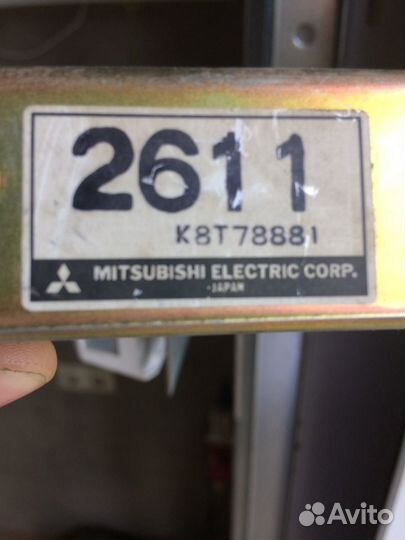 2611
K8T78881
MITSUBISHI ELECTRIC CORP.
-JAPAN
Avito